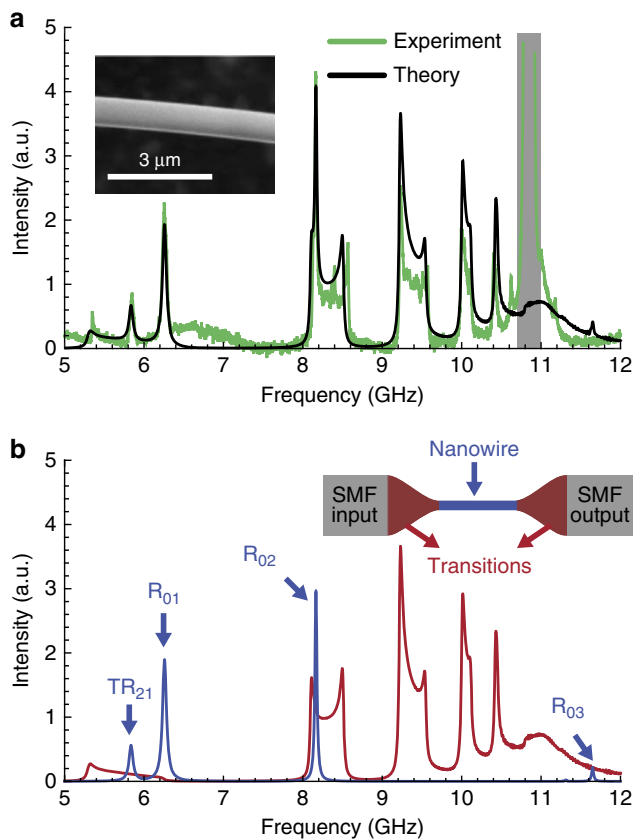 a
5
4
3
2
1
0
Intensity (a.u.)
3 μm
Experiment
Theory
5 6 7 8 9 10 11 12
Frequency (GHz)
b
5
4
3
2
1
0
Intensity (a.u.)
Nanowire
SMF input
SMF output
Transitions
TR21
R01
R02
R03
5 6 7 8 9 10 11 12
Frequency (GHz)